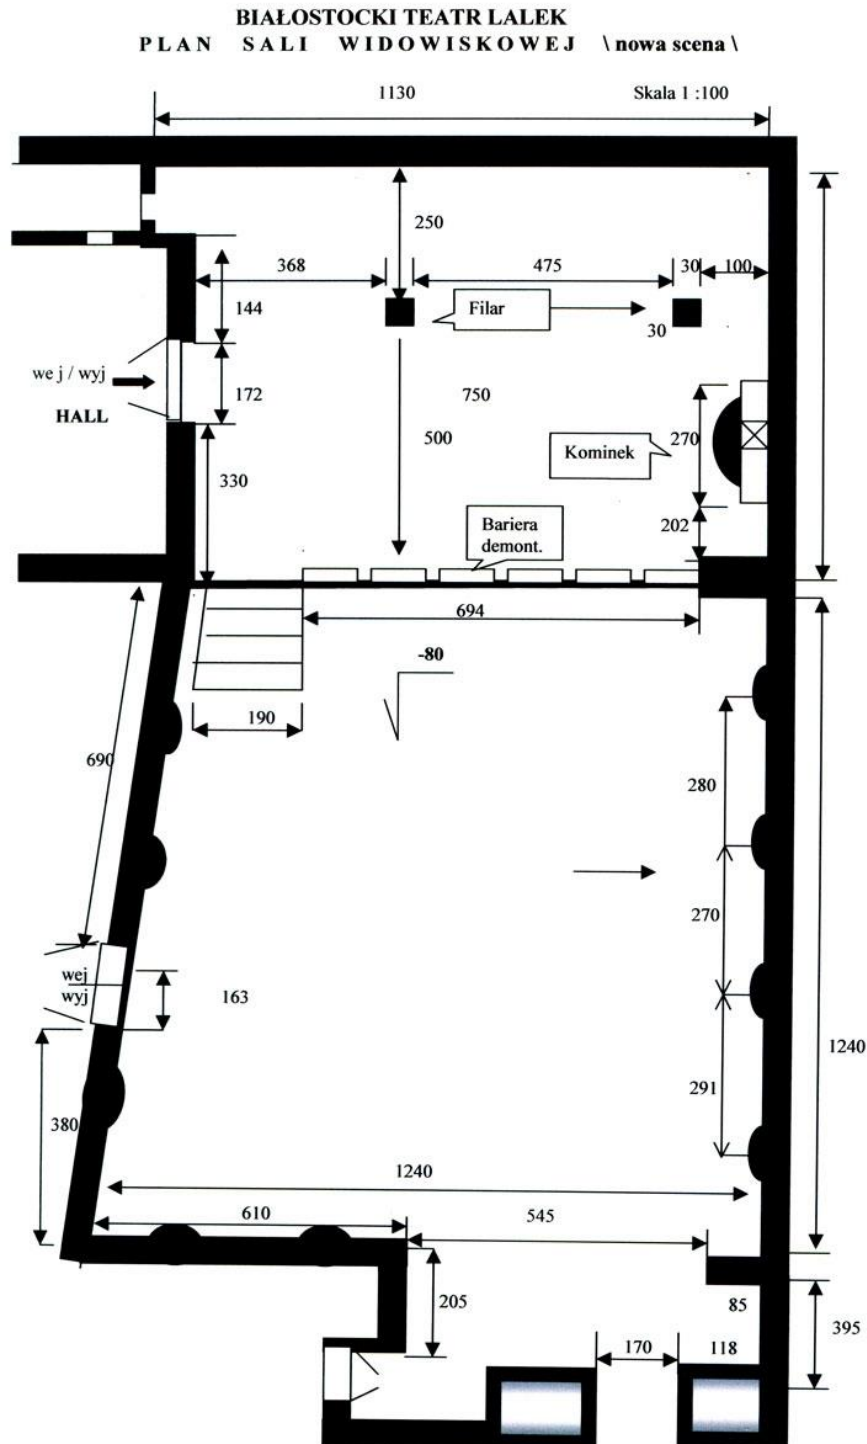 BIAŁOSTOCKI TEATR LALEK
PLAN SALI WIDOWISKOWEJ \ nowa scena \
1130
Skala 1 :100
250
368
475
30
100
144
Filar
30
we j / wyj
172
750
HALL
500
270
Kominek
330
Bariera
demont.
202
694
-80
190
690
280
270
wej
wyj
163
1240
291
380
1240
610
545
205
85
395
170
118